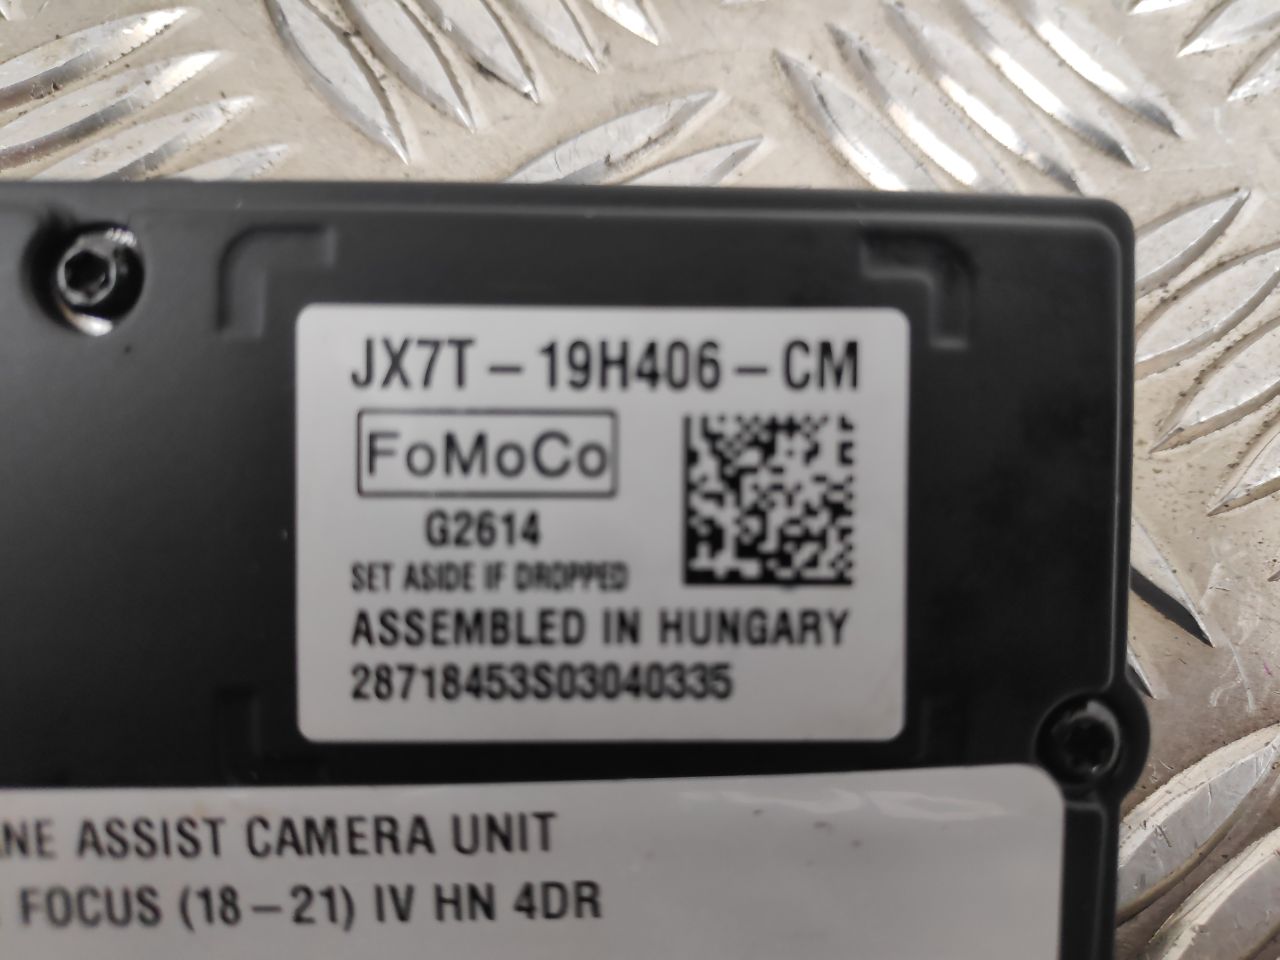 JX7T-19H406-CM
FoMoCo
G2614
SET ASIDE IF DROPPED
ASSEMBLED IN HUNGARY
28718453S03040335
ASSIST CAMERA UNIT
FOCUS (18-21) IV HN 4DR